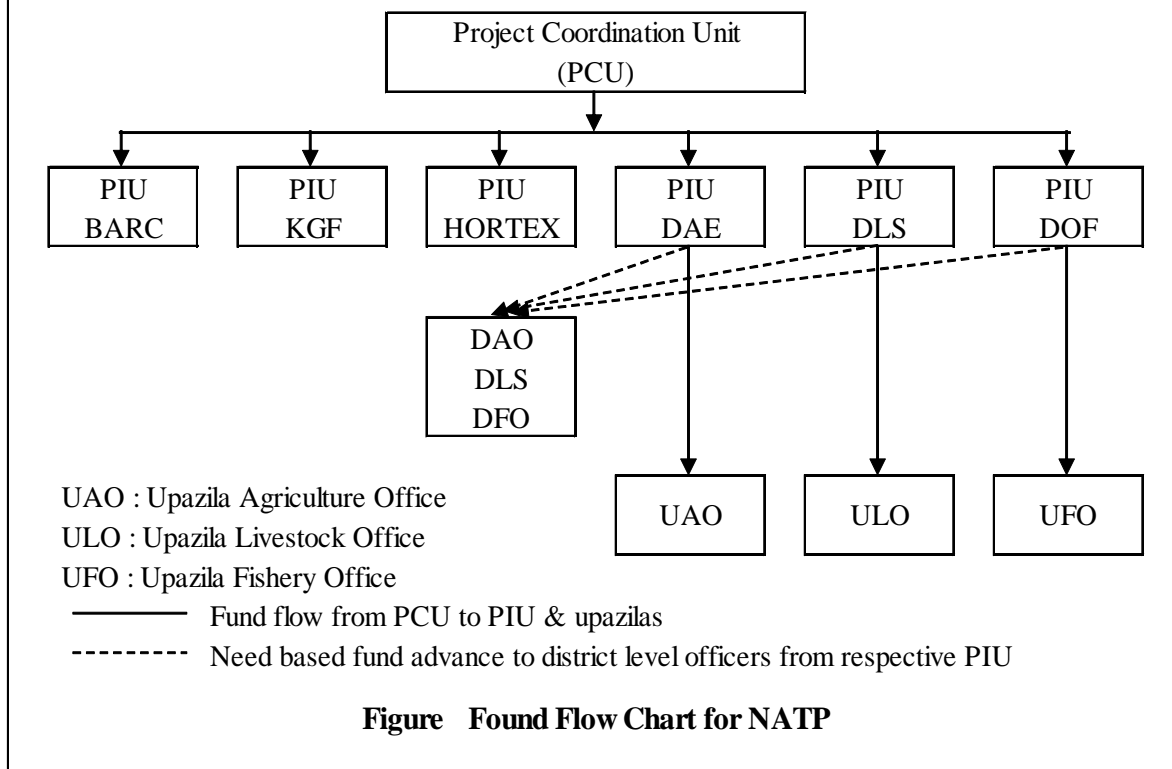 Project Coordination Unit
(PCU)
PIU
BARC
PIU
KGF
PIU
HORTEX
PIU
DAE
PIU
DLS
PIU
DOF
DAO
DLS
DFO
UAO
ULO
UFO
UAO : Upazila Agriculture Office
ULO : Upazila Livestock Office
UFO : Upazila Fishery Office
Fund flow from PCU to PIU & upazilas
Need based fund advance to district level officers from respective PIU
Figure Found Flow Chart for NATP